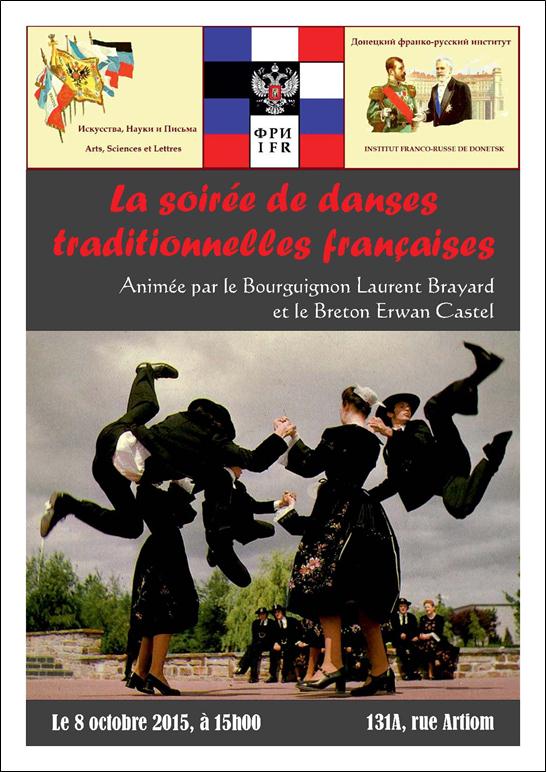 Искусства, Науки и Письма
Arts, Sciences et Lettres
ФРИ
IFR
Донецкий франко-русский институт
INSTITUT FRANCO-RUSSE DE DONETSK
La soirée de danses
traditionnelles françaises
Animée par le Bourguignon Laurent Brayard
et le Breton Erwan Castel
Le 8 octobre 2015, à 15h00
131A, rue Artiom